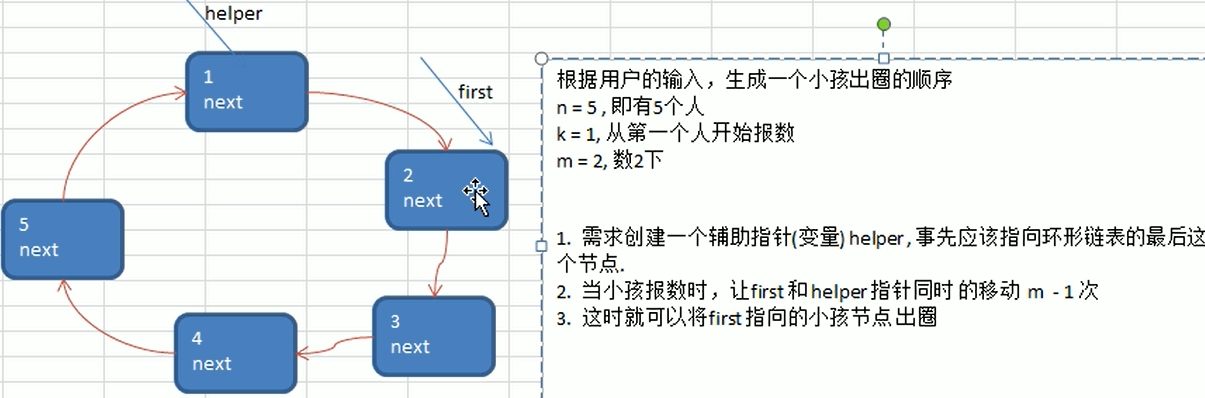 helper
1
next
first
2
next
5
next
3
next
4
next
根据用户的输入，生成一个小孩出圈的顺序
n = 5 , 即有5个人
k = 1, 从第一个人开始报数
m = 2, 数2下
1.  需求创建一个辅助指针(变量) helper , 事先应该指向环形链表的最后这
个节点.
2.  当小孩报数时，让first 和 helper 指针同时 的移动  m  - 1 次
3.  这时就可以将first 指向的小孩节点 出圈